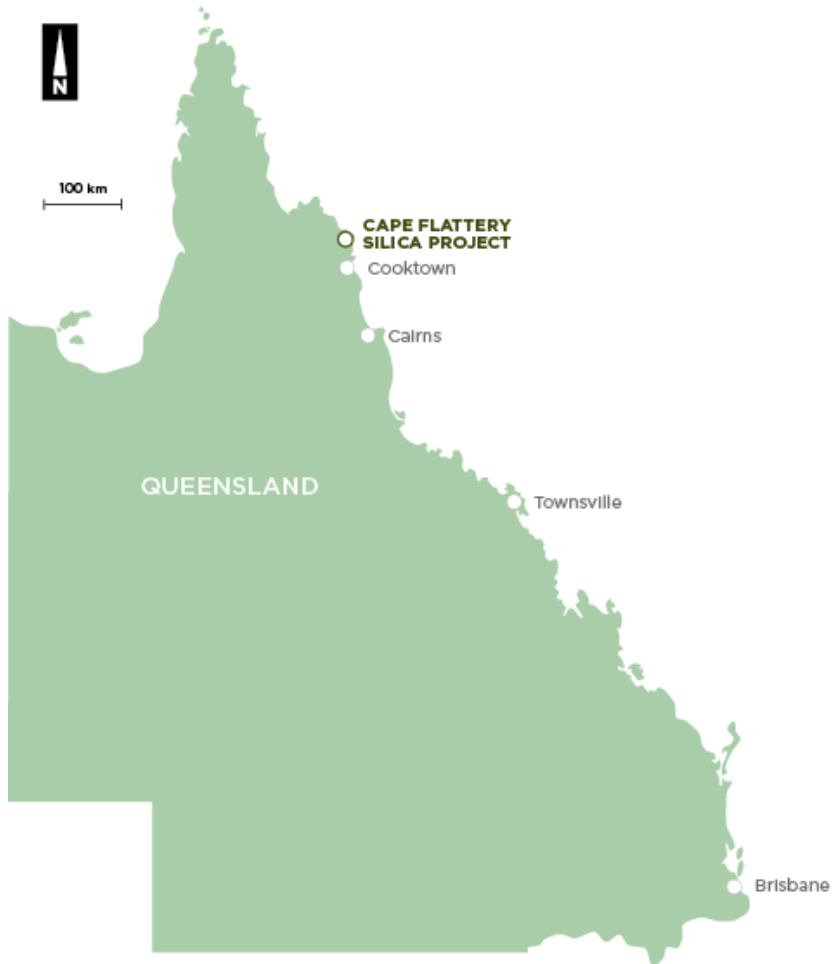 N
100 km
CAPE FLATTERY
SILICA PROJECT
Cooktown
Cairns
QUEENSLAND
Townsville
Brisbane